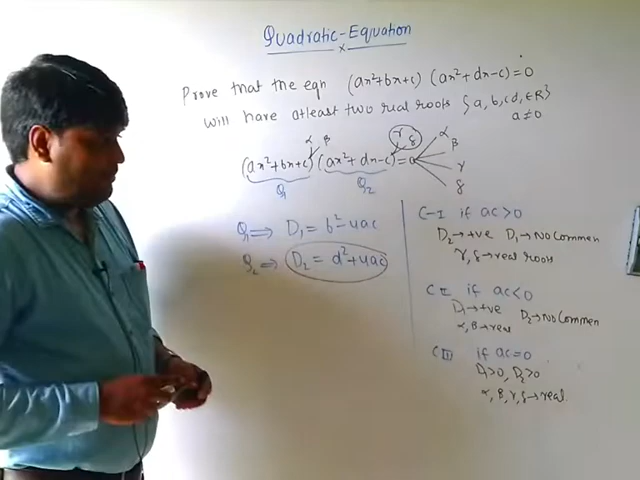 Quadratic-Equation
x
Prove that the eqn (ax²+bx+c) (ax²+dx-c)=0
will have atleast two real roots {a,b,c,d,∈R}
a≠0
α β γ δ
(ax²+bx+c) (ax²+dx-c)=0
α
β
γ
δ
Q₁ Q₂
Q₁ ⇒ D₁ = b²-4ac
Q₂ ⇒ D₂ = d²+4ac
C-I if ac>0
D₂→+ve D₁→No Commen
γ,δ→real roots
C II if ac<0
D₁→+ve D₂→No Commen
α,β→real
C III if ac=0
D₁>0, D₂>0
α,β,γ,δ→real